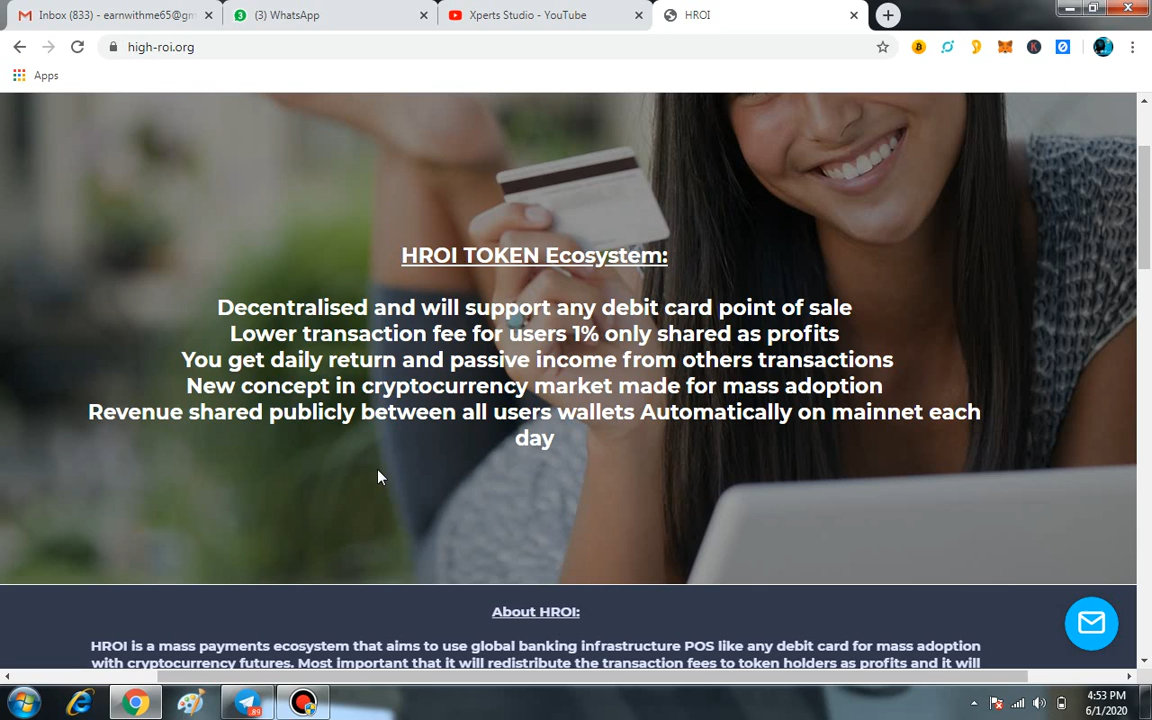 Inbox (833) - earnwithme65@gm
(3) WhatsApp
Xperts Studio - YouTube
HROI
high-roi.org
Apps
HROI TOKEN Ecosystem:
Decentralised and will support any debit card point of sale
Lower transaction fee for users 1% only shared as profits
You get daily return and passive income from others transactions
New concept in cryptocurrency market made for mass adoption
Revenue shared publicly between all users wallets Automatically on mainnet each
day
About HROI:
HROI is a mass payments ecosystem that aims to use global banking infrastructure POS like any debit card for mass adoption
with cryptocurrency futures. Most important that it will redistribute the transaction fees to token holders as profits and it will
89
4:53 PM
6/1/2020